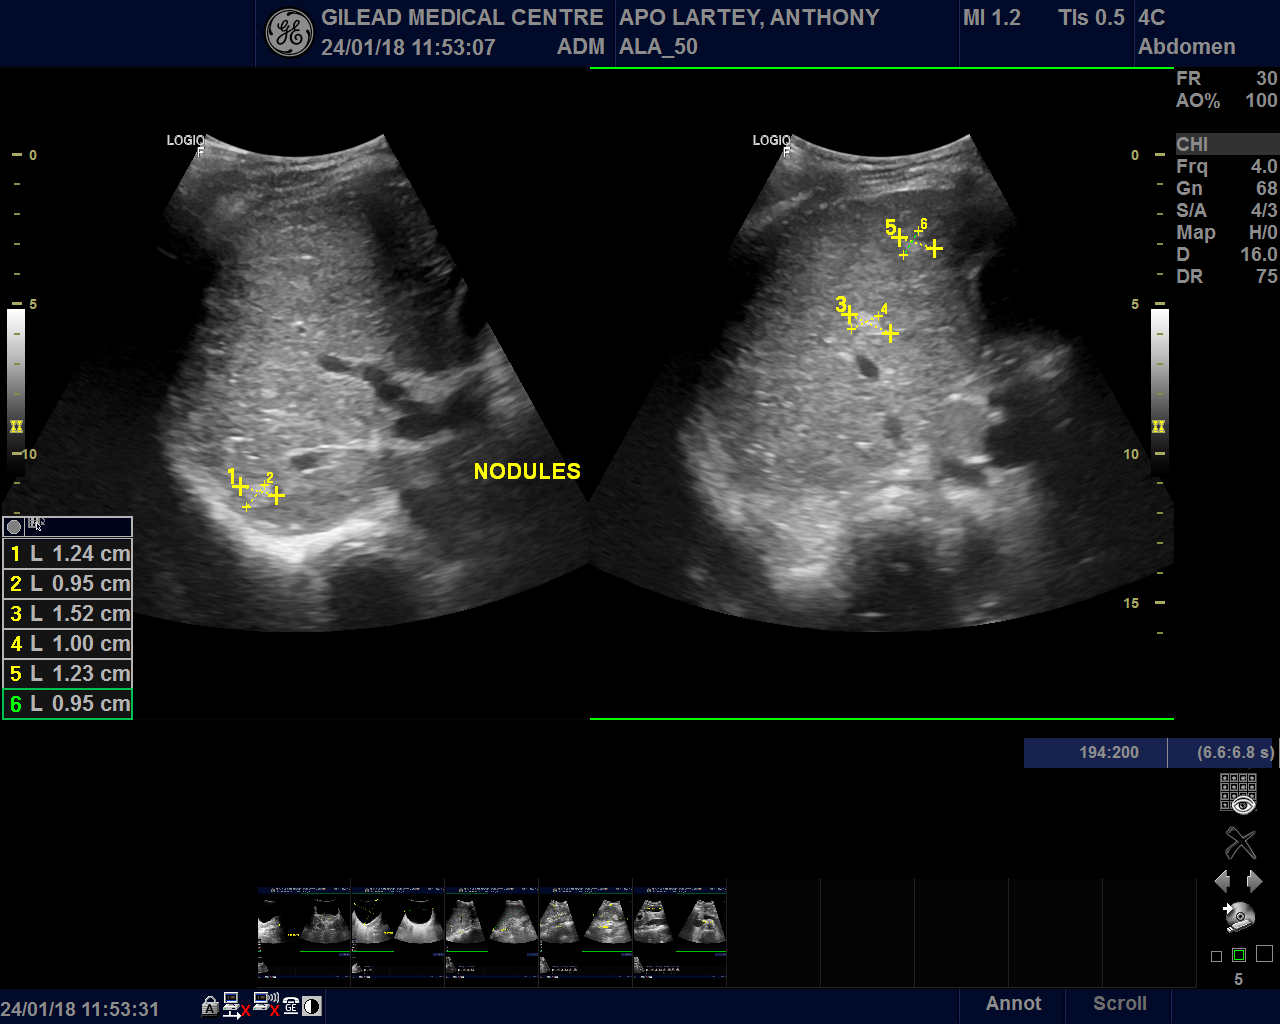 GILEAD MEDICAL CENTRE
24/01/18 11:53:07 ADM
APO LARTEY, ANTHONY
ALA_50
MI 1.2 TIs 0.5
4C
Abdomen
FR 30
AO% 100
CHI
Frq 4.0
Gn 68
S/A 4/3
Map H/0
D 16.0
DR 75
LOGIQ
F
LOGIQ
F
0
5
10
0
5
10
15
1
2
3
4
5
6
NODULES
1 L 1.24 cm
2 L 0.95 cm
3 L 1.52 cm
4 L 1.00 cm
5 L 1.23 cm
6 L 0.95 cm
194:200 (6.6:6.8 s)
5
24/01/18 11:53:31
Annot
Scroll